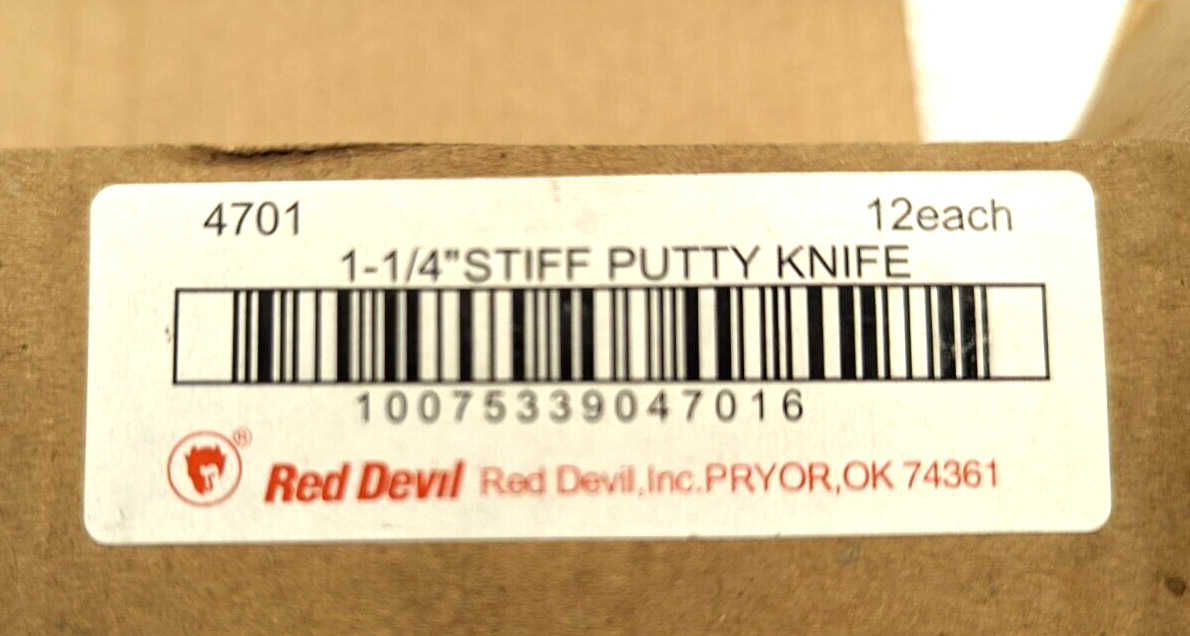 4701 12each
1-1/4"STIFF PUTTY KNIFE
10075339047016
Red Devil Red Devil,Inc.PRYOR,OK 74361